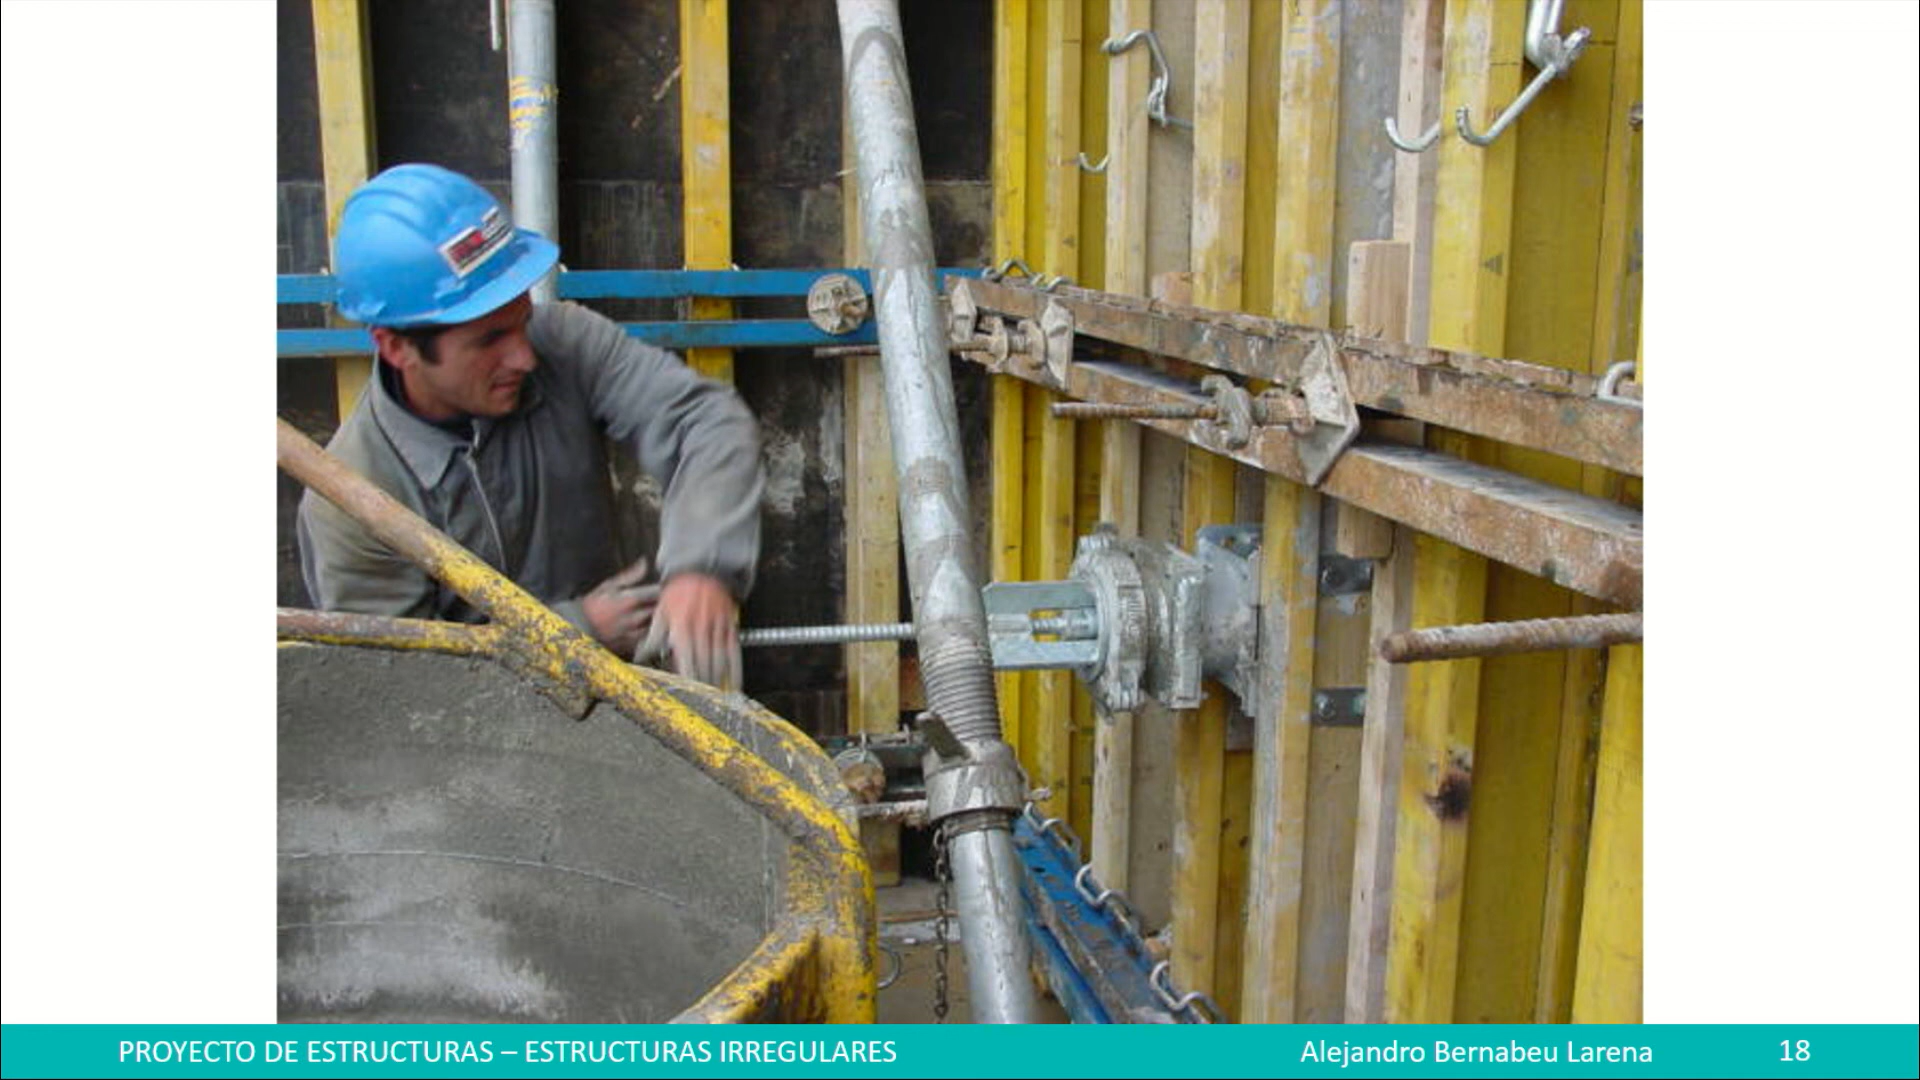 PROYECTO DE ESTRUCTURAS – ESTRUCTURAS IRREGULARES
Alejandro Bernabeu Larena
18